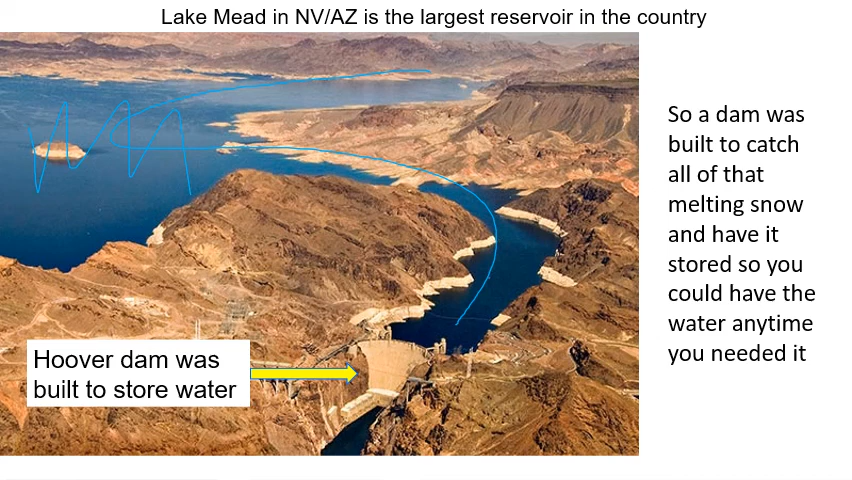 Lake Mead in NV/AZ is the largest reservoir in the country
So a dam was
built to catch
all of that
melting snow
and have it
stored so you
could have the
water anytime
you needed it
Hoover dam was
built to store water